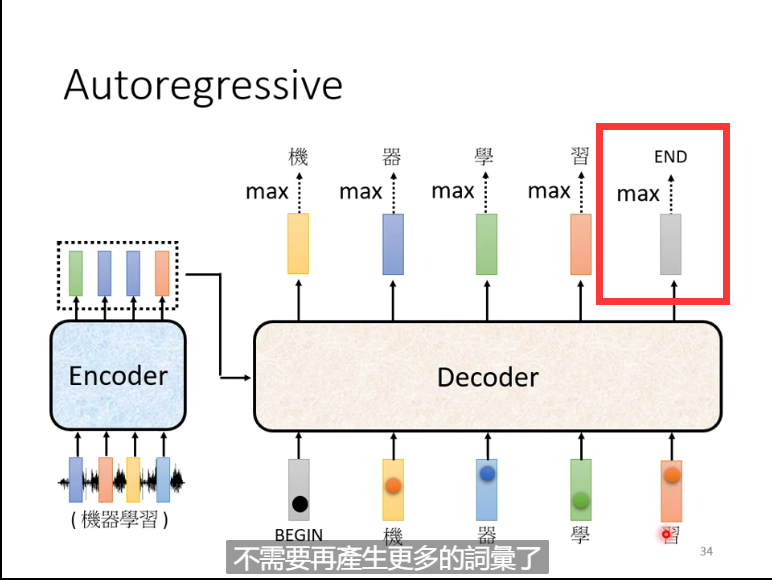 Autoregressive
機 器 學 習 END
max max max max max
Encoder
Decoder
(機器學習)
BEGIN 機 器 學 習
不需要再產生更多的詞彙了
34